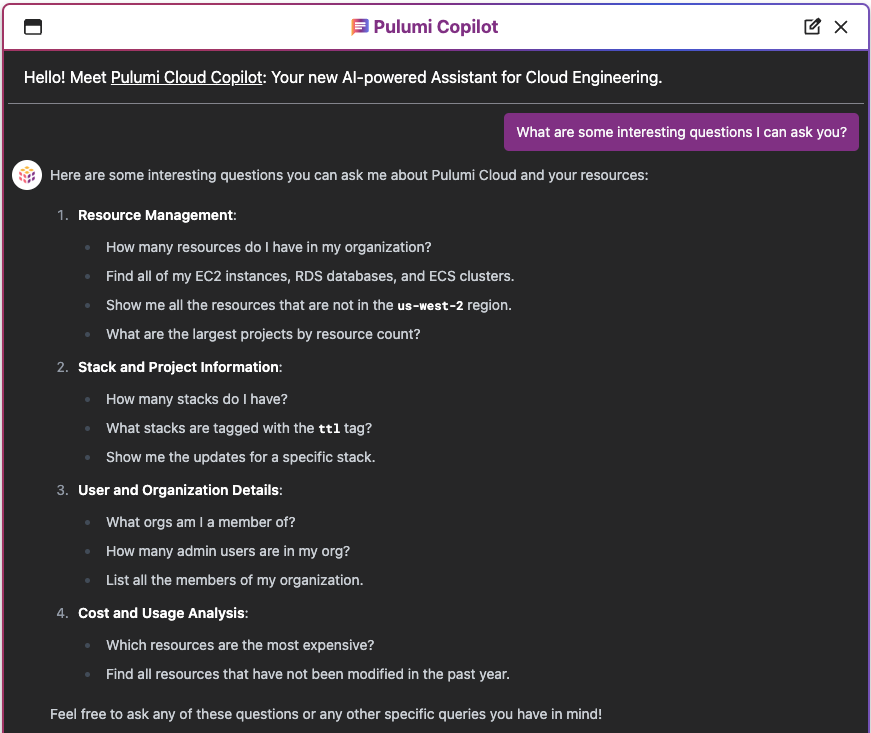 Pulumi Copilot
Hello! Meet Pulumi Cloud Copilot: Your new AI-powered Assistant for Cloud Engineering.
What are some interesting questions I can ask you?
Here are some interesting questions you can ask me about Pulumi Cloud and your resources:
1. Resource Management:
• How many resources do I have in my organization?
• Find all of my EC2 instances, RDS databases, and ECS clusters.
• Show me all the resources that are not in the us-west-2 region.
• What are the largest projects by resource count?
2. Stack and Project Information:
• How many stacks do I have?
• What stacks are tagged with the ttl tag?
• Show me the updates for a specific stack.
3. User and Organization Details:
• What orgs am I a member of?
• How many admin users are in my org?
• List all the members of my organization.
4. Cost and Usage Analysis:
• Which resources are the most expensive?
• Find all resources that have not been modified in the past year.
Feel free to ask any of these questions or any other specific queries you have in mind!